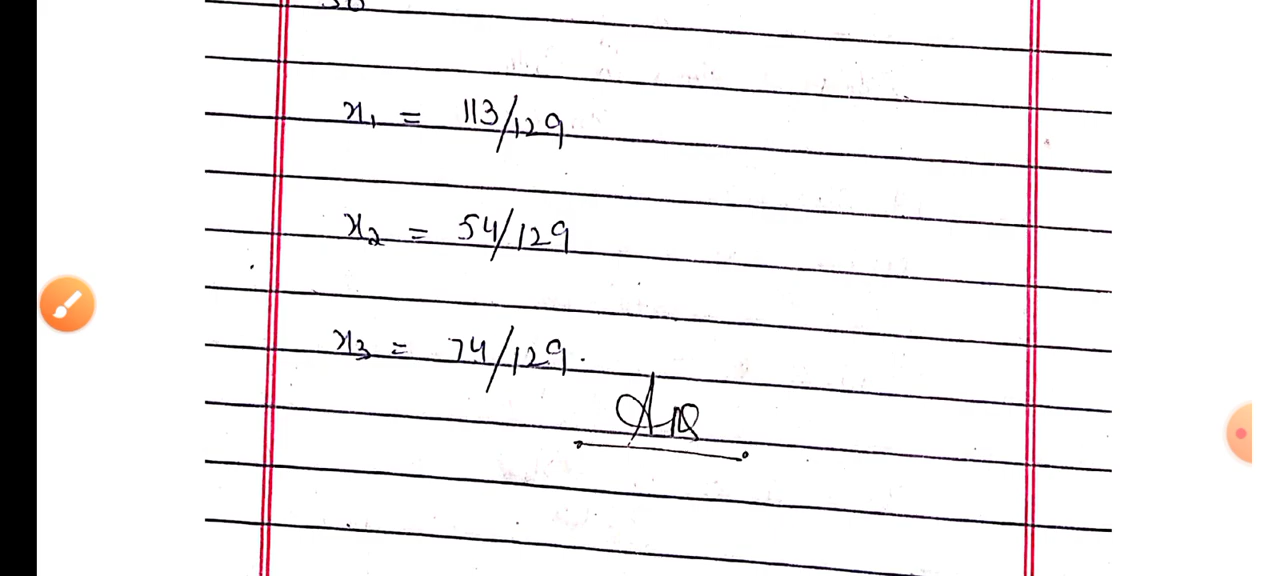 x₁ = 113/129
x₂ = 54/129
x₃ = 74/129.
Ans